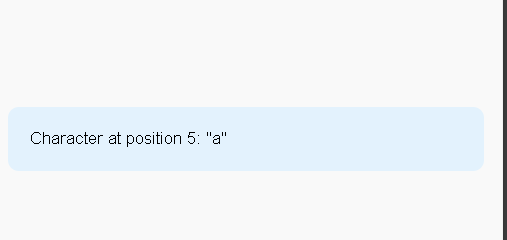 Character at position 5: "a"